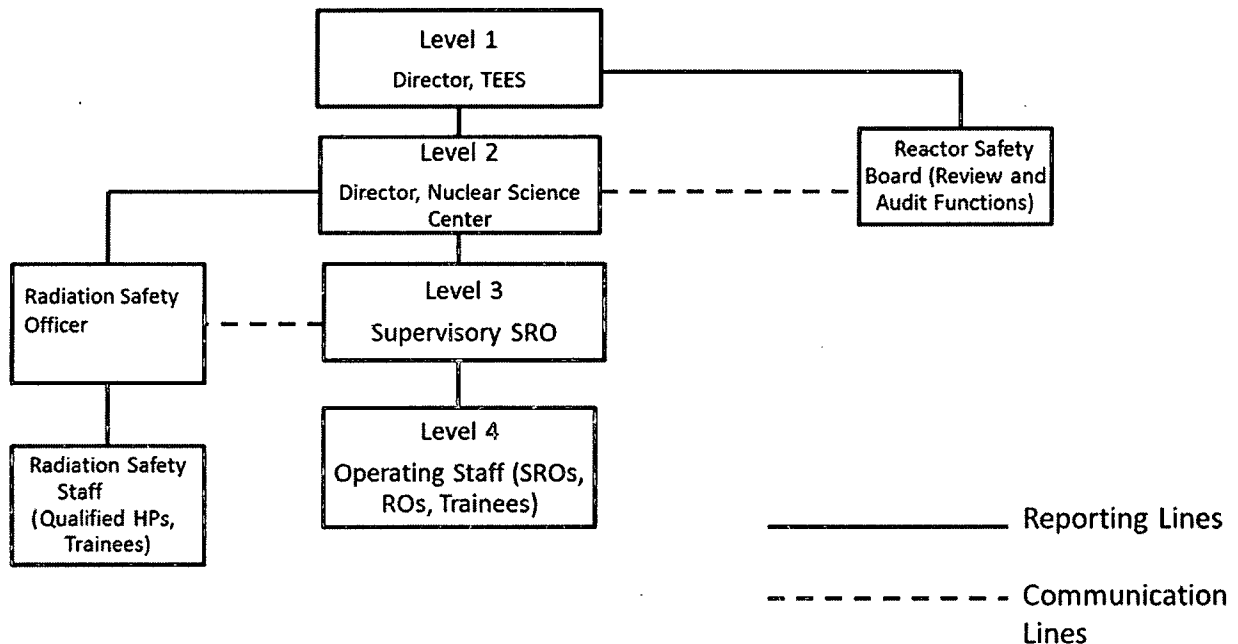 Level 1
Director, TEES
Level 2
Director, Nuclear Science
Center
Reactor Safety
Board (Review and
Audit Functions)
Radiation Safety
Officer
Level 3
Supervisory SRO
Level 4
Operating Staff (SROs,
ROs, Trainees)
Radiation Safety
Staff
(Qualified HPs,
Trainees)
Reporting Lines
Communication
Lines